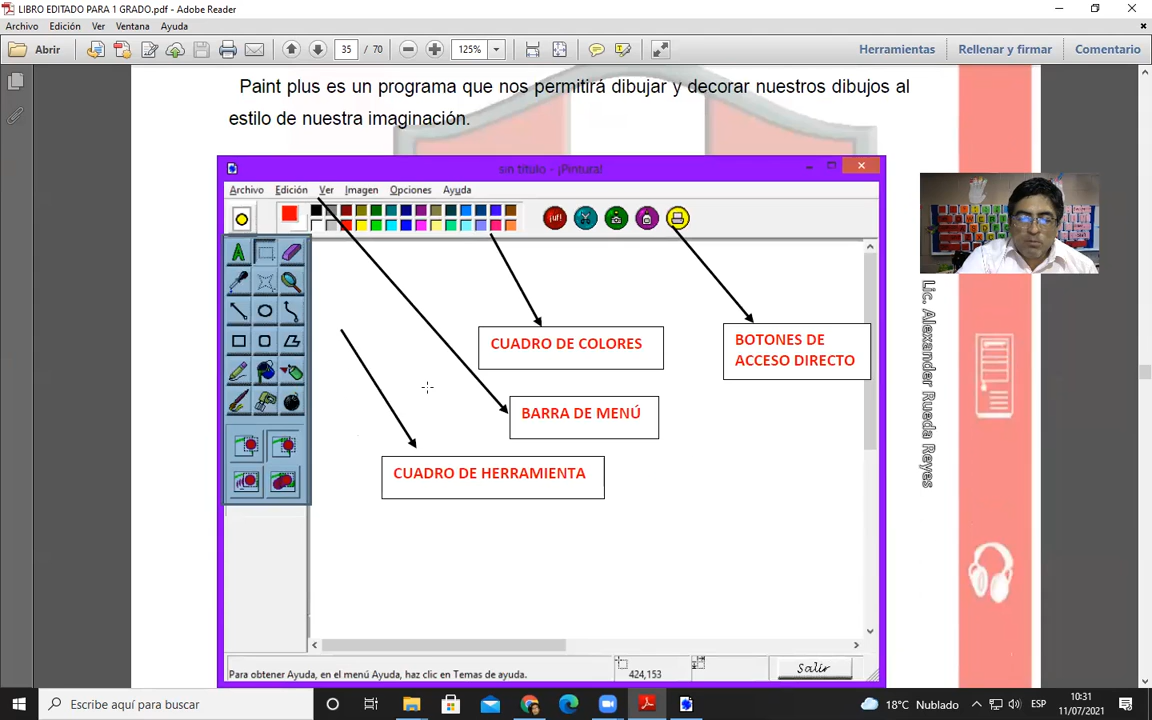 LIBRO EDITADO PARA 1 GRADO.pdf - Adobe Reader
Archivo Edición Ver Ventana Ayuda
Abrir 35 / 70 125% Herramientas Rellenar y firmar Comentario
Paint plus es un programa que nos permitirá dibujar y decorar nuestros dibujos al
estilo de nuestra imaginación.
sin título - ¡Pintura!
Archivo Edición Ver Imagen Opciones Ayuda
¡uf!
A
CUADRO DE COLORES
BOTONES DE
ACCESO DIRECTO
BARRA DE MENÚ
CUADRO DE HERRAMIENTA
Lic. Alexander Rueda Reyes
Para obtener Ayuda, en el menú Ayuda, haz clic en Temas de ayuda.
424,153
Salir
Escribe aquí para buscar
18°C Nublado
ESP
10:31
11/07/2021